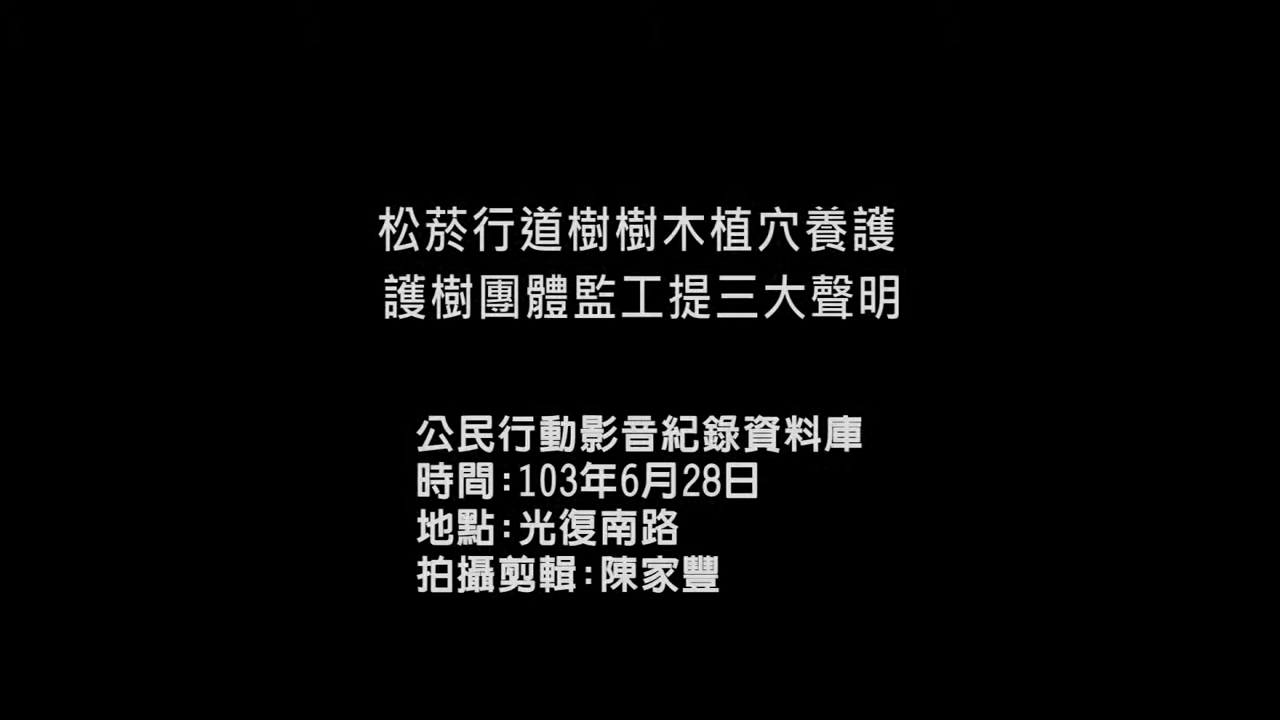 松菸行道樹樹木植穴養護
護樹團體監工提三大聲明
公民行動影音紀錄資料庫
時間:103年6月28日
地點:光復南路
拍攝剪輯:陳家豐